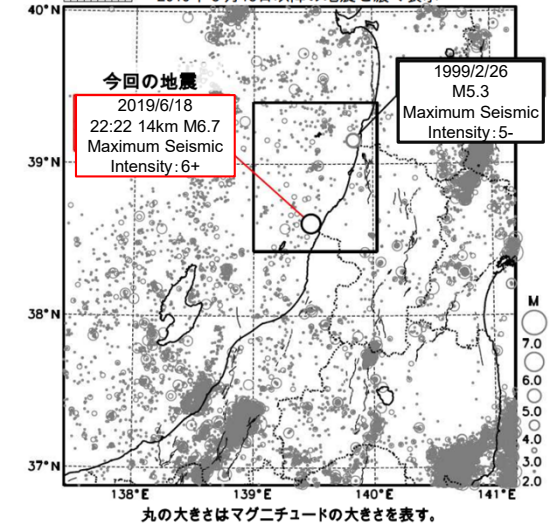 40°N
今回の地震
2019/6/18
22:22 14km M6.7
Maximum Seismic
Intensity:6+
1999/2/26
M5.3
Maximum Seismic
Intensity:5-
39°N
38°N
37°N
M
7.0
6.0
5.0
4.0
3.0
2.0
138°E
139°E
140°E
141°E
丸の大きさはマグニチュードの大きさを表す。